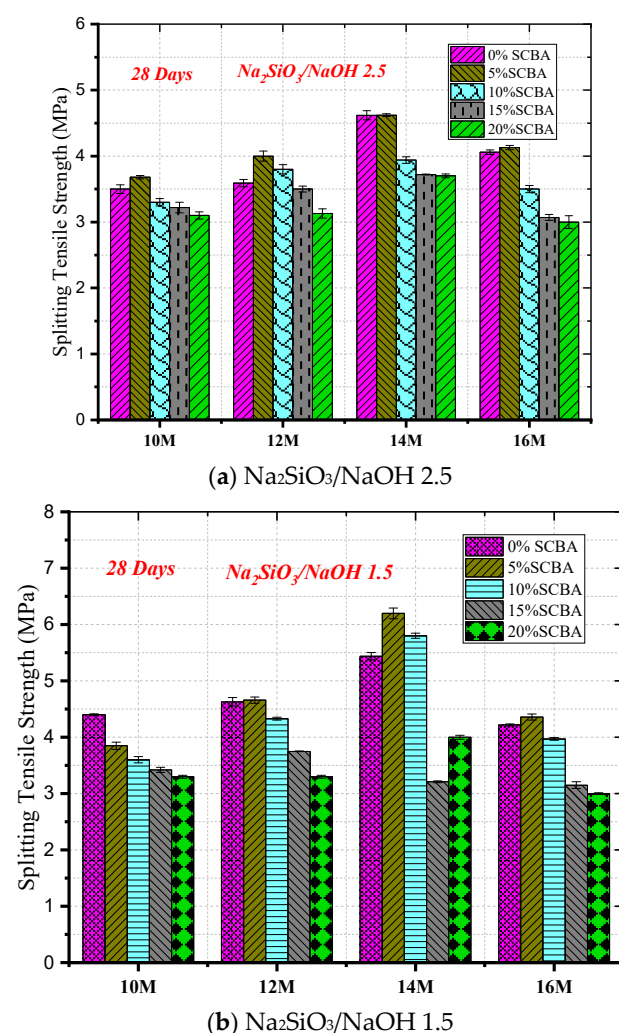 6
5
4
3
2
1
0
Splitting Tensile Strength (MPa)
28 Days
Na₂SiO₃/NaOH 2.5
0% SCBA
5%SCBA
10%SCBA
15%SCBA
20%SCBA
10M
12M
14M
16M
(a) Na₂SiO₃/NaOH 2.5
8
7
6
5
4
3
2
1
0
Splitting Tensile Strength (MPa)
28 Days
Na₂SiO₃/NaOH 1.5
0% SCBA
5%SCBA
10%SCBA
15%SCBA
20%SCBA
10M
12M
14M
16M
(b) Na₂SiO₃/NaOH 1.5